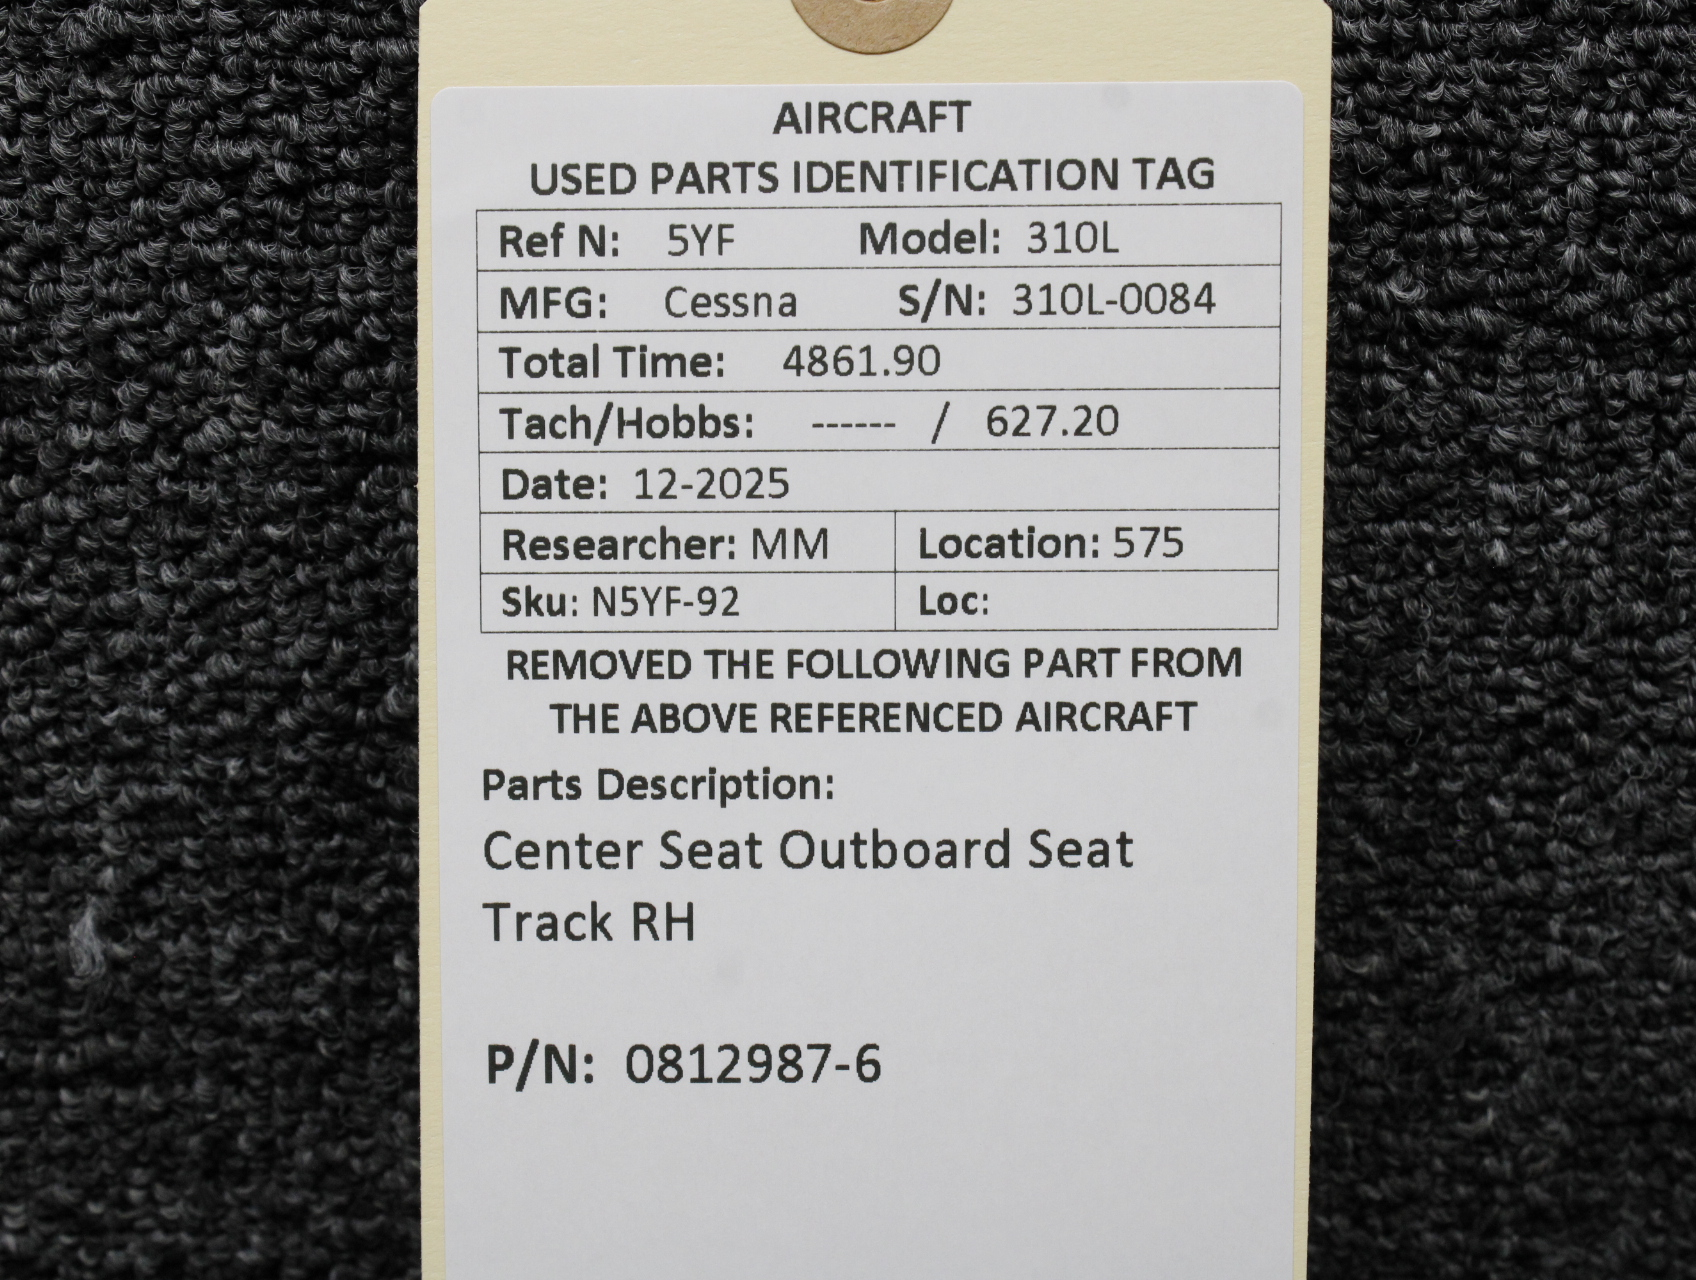 AIRCRAFT
USED PARTS IDENTIFICATION TAG
Ref N: 5YF Model: 310L
MFG: Cessna S/N: 310L-0084
Total Time: 4861.90
Tach/Hobbs: ------ / 627.20
Date: 12-2025
Researcher: MM Location: 575
Sku: N5YF-92 Loc:
REMOVED THE FOLLOWING PART FROM
THE ABOVE REFERENCED AIRCRAFT
Parts Description:
Center Seat Outboard Seat
Track RH
P/N: 0812987-6